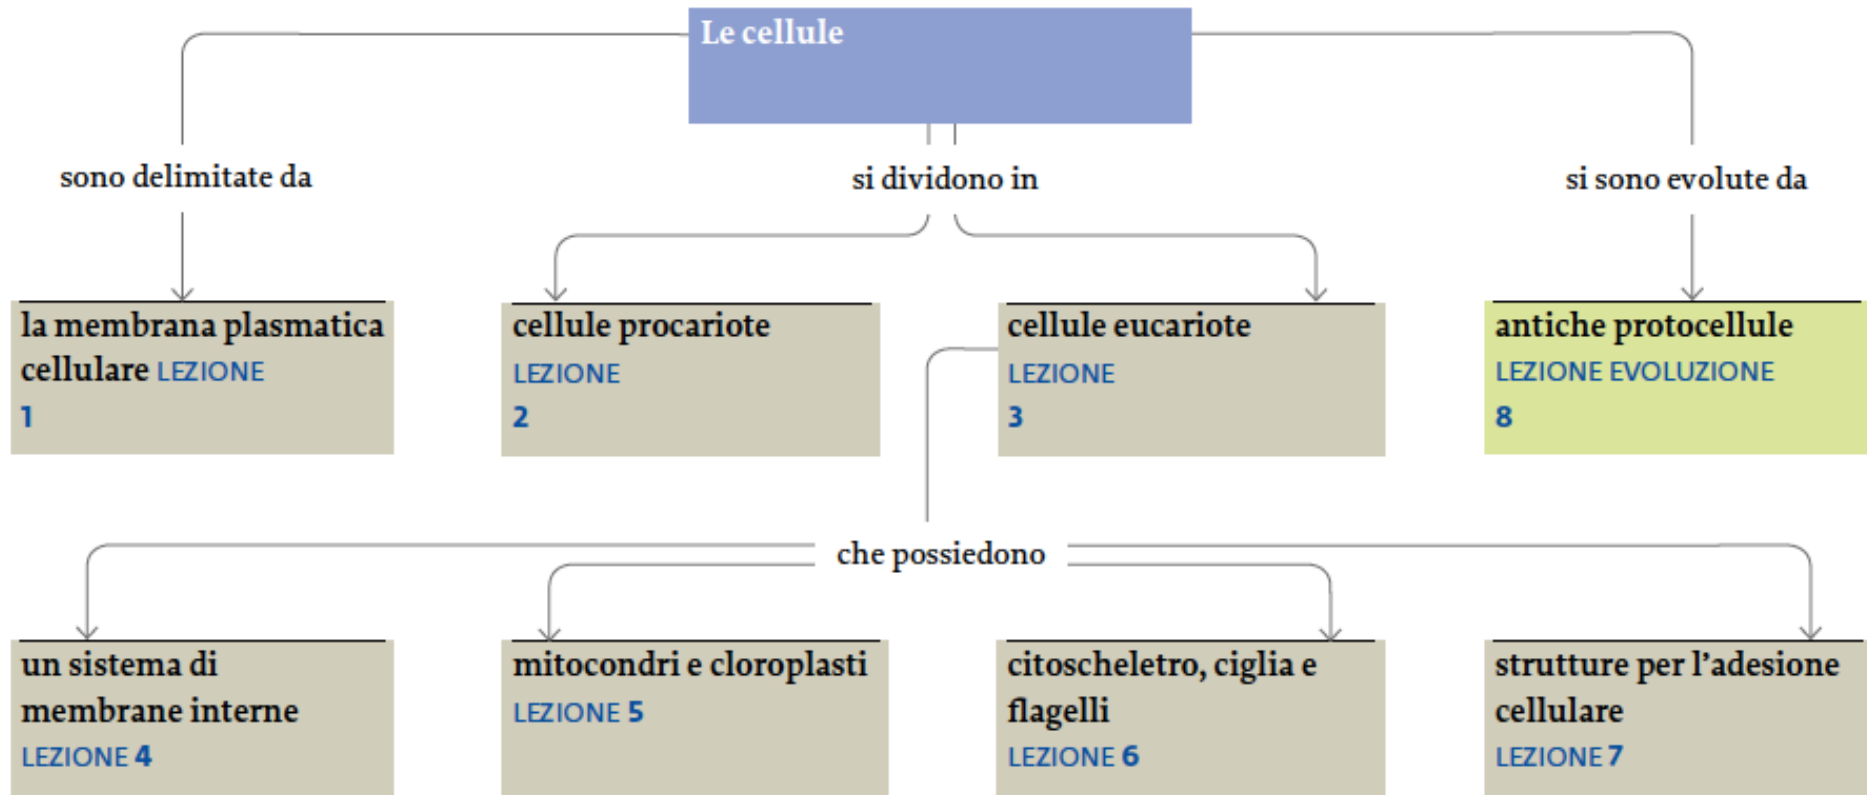 Le cellule
sono delimitate da
si dividono in
si sono evolute da
la membrana plasmatica
cellulare LEZIONE
1
cellule procariote
LEZIONE
2
cellule eucariote
LEZIONE
3
antiche protocellule
LEZIONE EVOLUZIONE
8
che possiedono
un sistema di
membrane interne
LEZIONE 4
mitocondri e cloroplasti
LEZIONE 5
citoscheletro, ciglia e
flagelli
LEZIONE 6
strutture per l’adesione
cellulare
LEZIONE 7